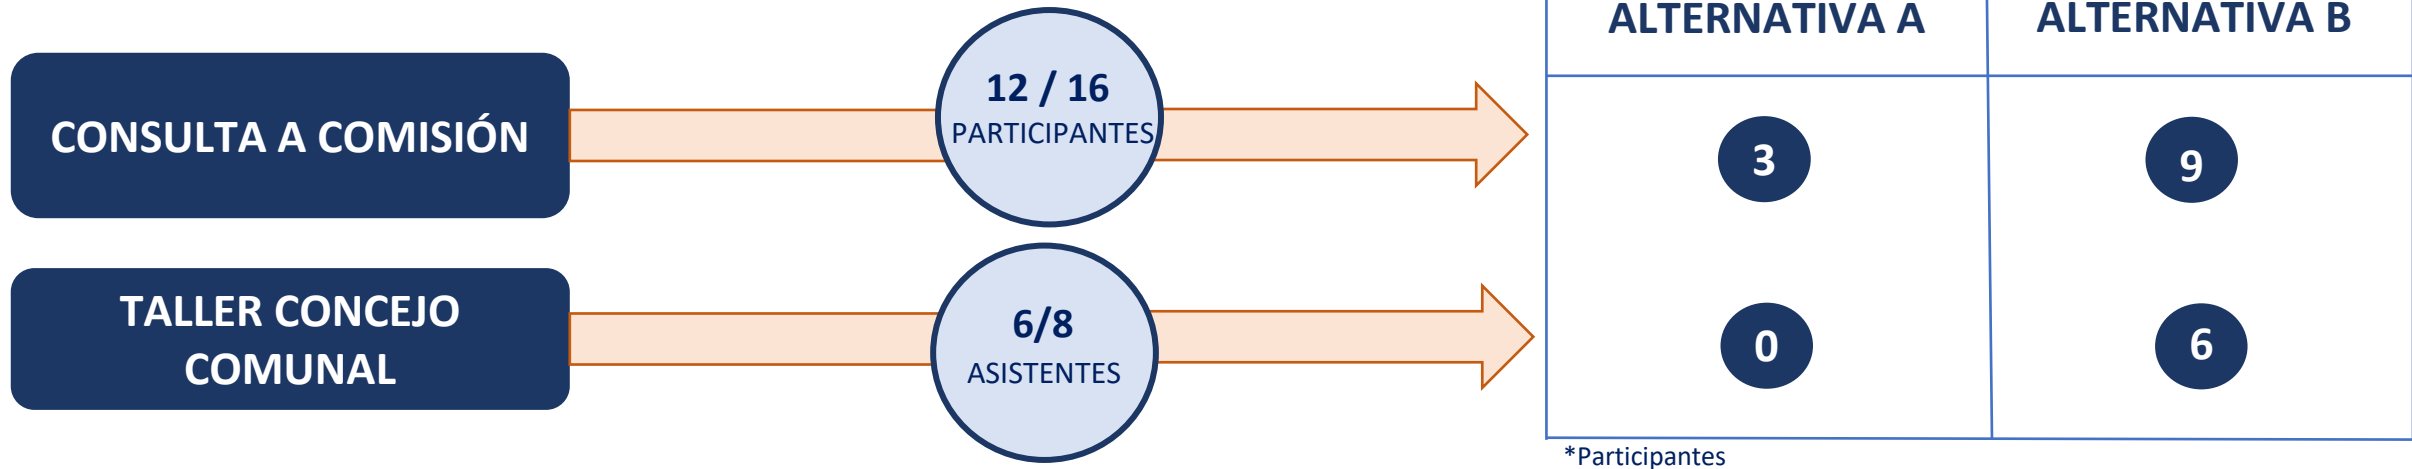 ALTERNATIVA A
ALTERNATIVA B
CONSULTA A COMISIÓN
12 / 16
PARTICIPANTES
3
9
TALLER CONCEJO
COMUNAL
6/8
ASISTENTES
0
6
*Participantes